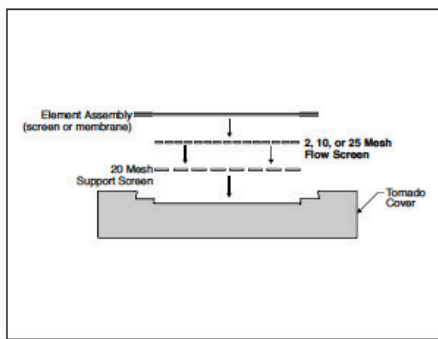 Element Assembly
(screen or membrane)
2, 10, or 25 Mesh
Flow Screen
20 Mesh
Support Screen
Tornado
Cover